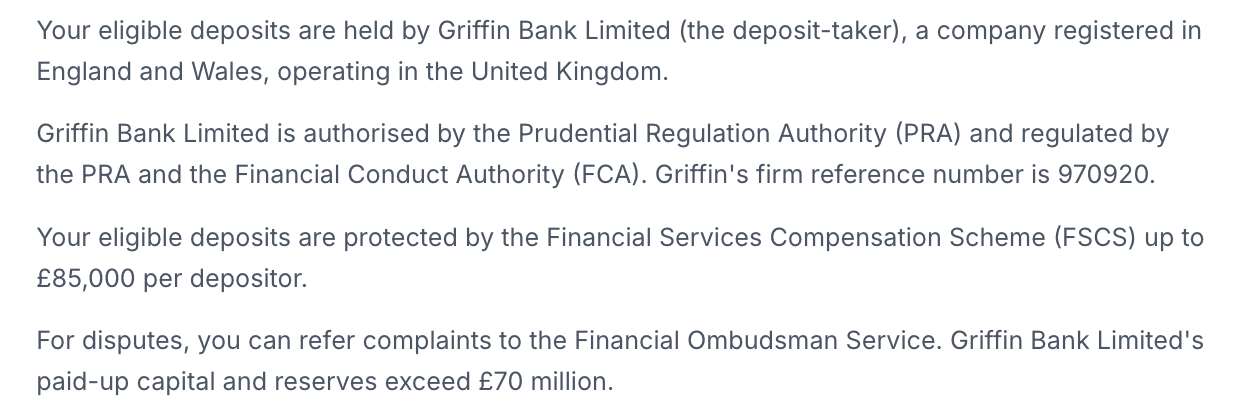 Your eligible deposits are held by Griffin Bank Limited (the deposit-taker), a company registered in
England and Wales, operating in the United Kingdom.
Griffin Bank Limited is authorised by the Prudential Regulation Authority (PRA) and regulated by
the PRA and the Financial Conduct Authority (FCA). Griffin's firm reference number is 970920.
Your eligible deposits are protected by the Financial Services Compensation Scheme (FSCS) up to
£85,000 per depositor.
For disputes, you can refer complaints to the Financial Ombudsman Service. Griffin Bank Limited's
paid-up capital and reserves exceed £70 million.